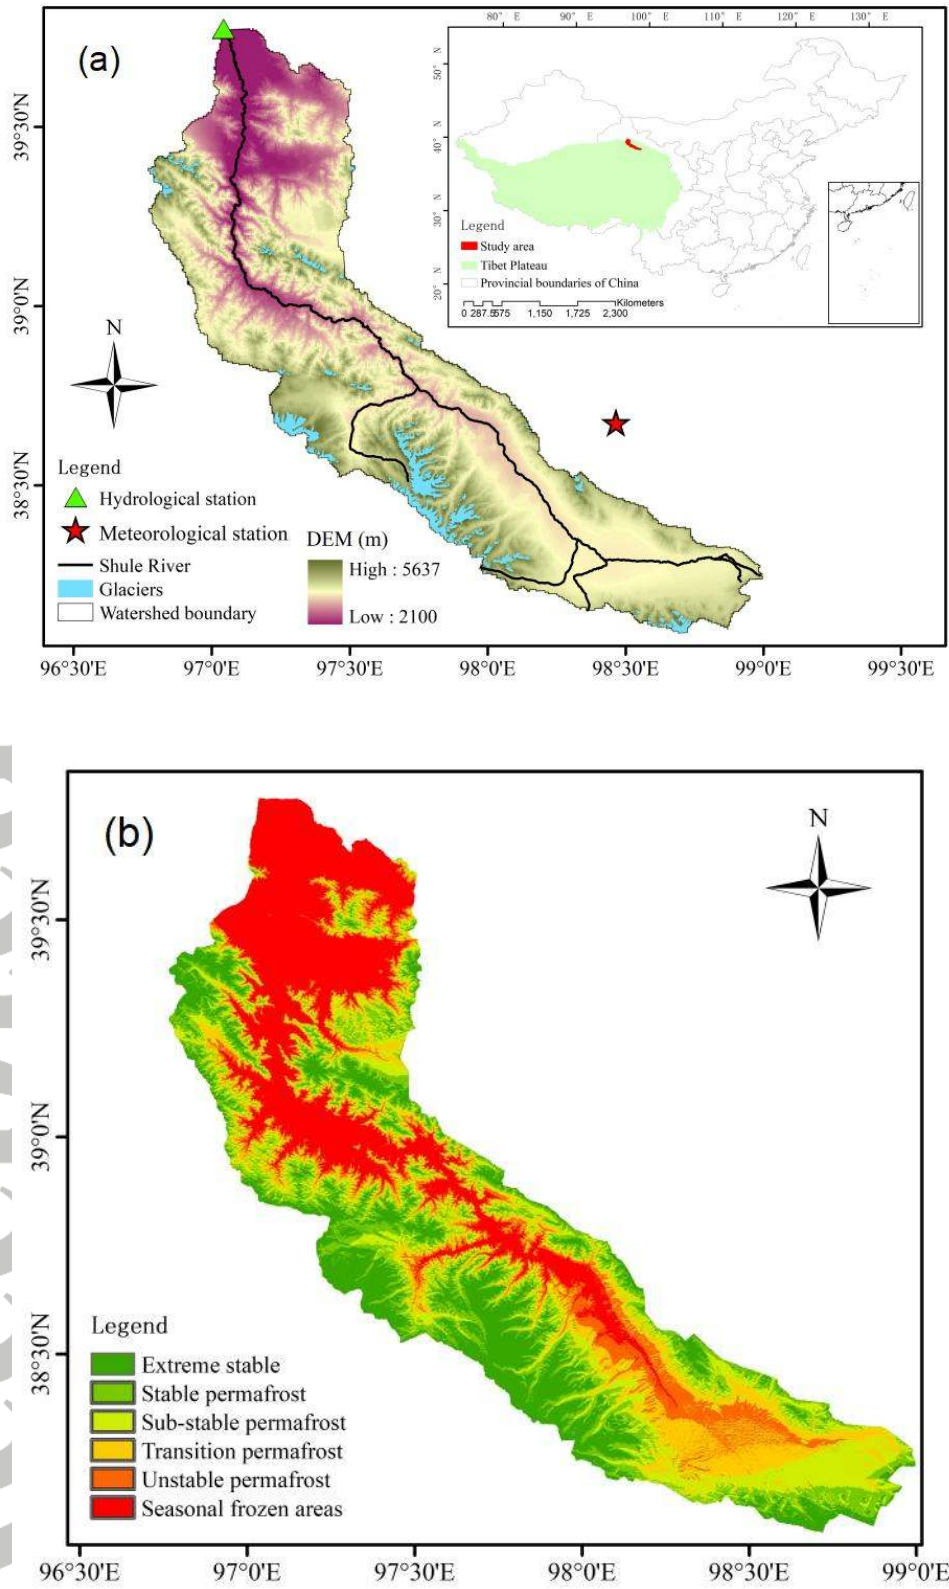 (a)
80° E 90° E 100° E 110° E 120° E 130° E
50° N
40° N
30° N
20° N
Legend
Study area
Tibet Plateau
Provincial boundaries of China
Kilometers
0 287.5575 1,150 1,725 2,300
39°30'N
39°0'N
38°30'N
N
Legend
Hydrological station
Meteorological station
Shule River
Glaciers
Watershed boundary
DEM (m)
High : 5637
Low : 2100
96°30'E 97°0'E 97°30'E 98°0'E 98°30'E 99°0'E 99°30'E
(b)
N
39°30'N
39°0'N
38°30'N
Legend
Extreme stable
Stable permafrost
Sub-stable permafrost
Transition permafrost
Unstable permafrost
Seasonal frozen areas
96°30'E 97°0'E 97°30'E 98°0'E 98°30'E 99°0'E